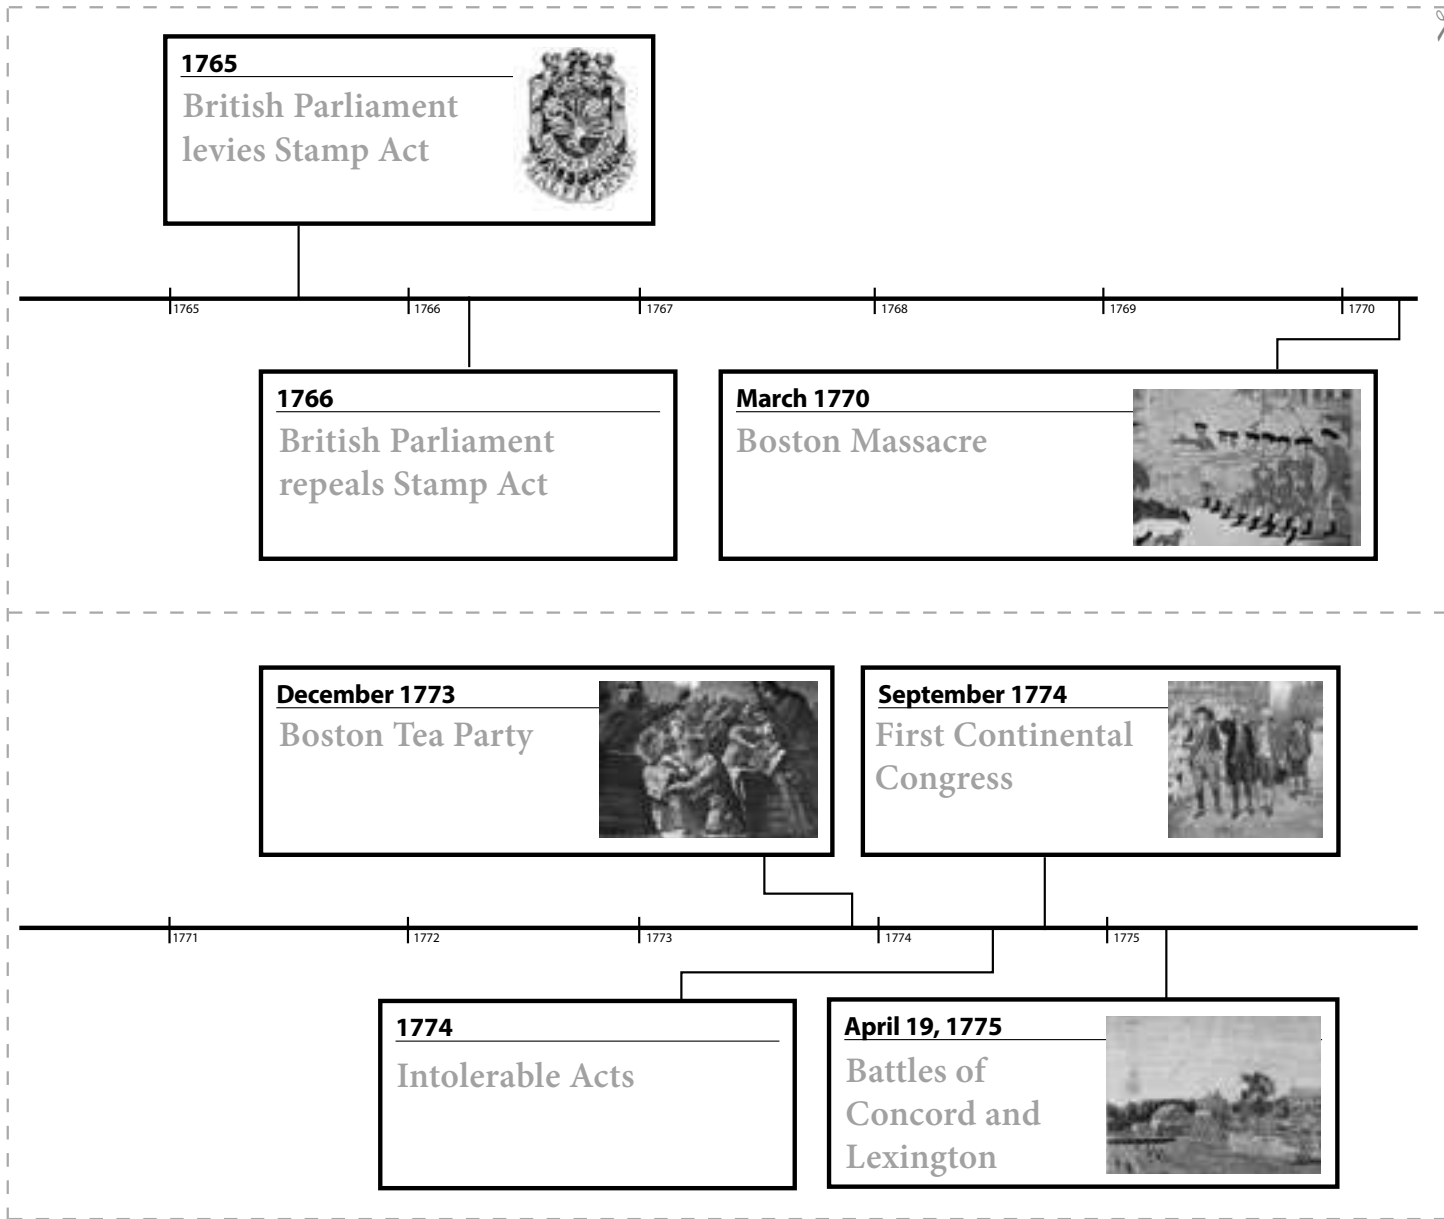 1765
British Parliament
levies Stamp Act
1765
1766
1767
1768
1769
1770
1766
British Parliament
repeals Stamp Act
March 1770
Boston Massacre
December 1773
Boston Tea Party
September 1774
First Continental
Congress
1771
1772
1773
1774
1775
1774
Intolerable Acts
April 19, 1775
Battles of
Concord and
Lexington